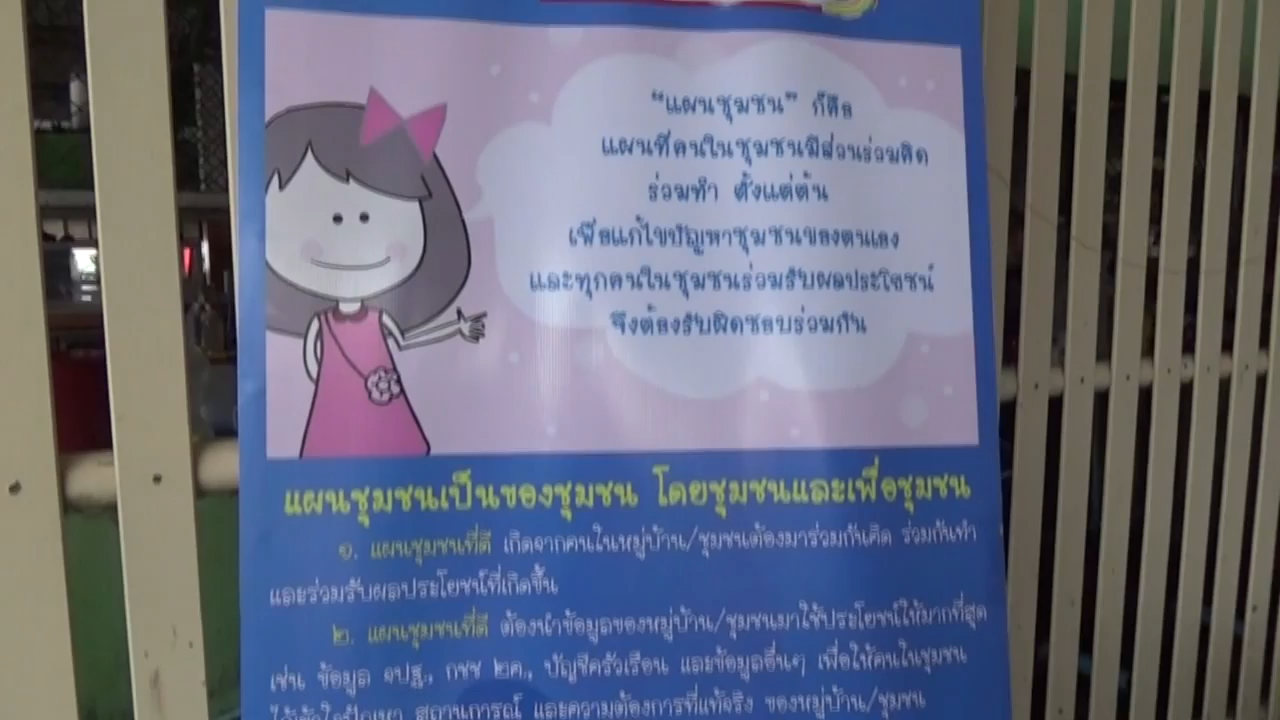 “แผนชุมชน” ก็คือ
แผนที่คนในชุมชนมีส่วนร่วมคิด
ร่วมทำ ตั้งแต่ต้น
เพื่อแก้ไขปัญหาชุมชนของตนเอง
และทุกคนในชุมชนร่วมรับผลประโยชน์
จึงต้องรับผิดชอบร่วมกัน
แผนชุมชนเป็นของชุมชน โดยชุมชนและเพื่อชุมชน
๑. แผนชุมชนที่ดี เกิดจากคนในหมู่บ้าน/ชุมชนต้องมาร่วมกันคิด ร่วมกันทำ
และร่วมรับผลประโยชน์ที่เกิดขึ้น
๒. แผนชุมชนที่ดี ต้องนำข้อมูลของหมู่บ้าน/ชุมชนมาใช้ประโยชน์ให้มากที่สุด
เช่น ข้อมูล จปฐ., กชช ๒ค., บัญชีครัวเรือน และข้อมูลอื่นๆ เพื่อให้คนในชุมชน
ได้เข้าใจปัญหา สถานการณ์ และความต้องการที่แท้จริง ของหมู่บ้าน/ชุมชน